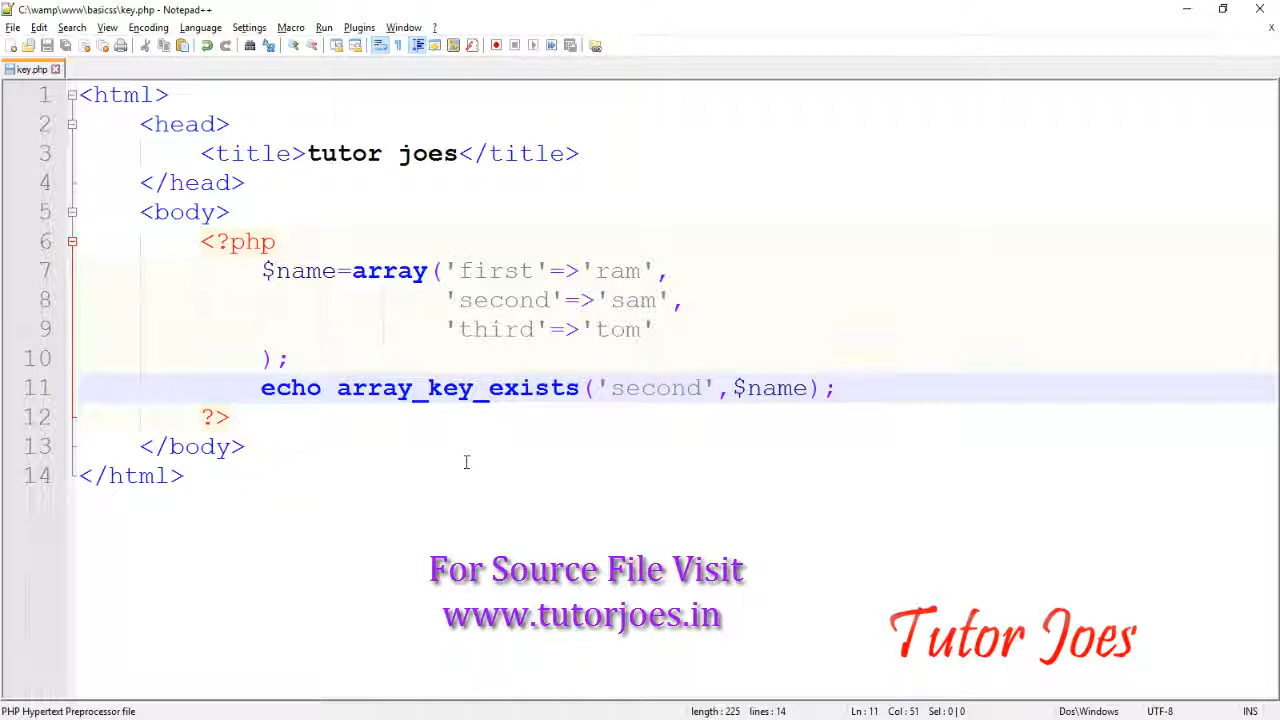 C:\wamp\www\basicss\key.php - Notepad++
File Edit Search View Encoding Language Settings Macro Run Plugins Window ?
X
key.php
1 <html>
2 <head>
3 <title>tutor joes</title>
4 </head>
5 <body>
6 <?php
7 $name=array('first'=>'ram',
8 'second'=>'sam',
9 'third'=>'tom'
10 );
11 echo array_key_exists('second',$name);
12 ?>
13 </body>
14 </html>
For Source File Visit
www.tutorjoes.in
Tutor Joes
PHP Hypertext Preprocessor file length : 225 lines : 14 Ln : 11 Col : 51 Sel : 0 | 0 Dos\Windows UTF-8 INS